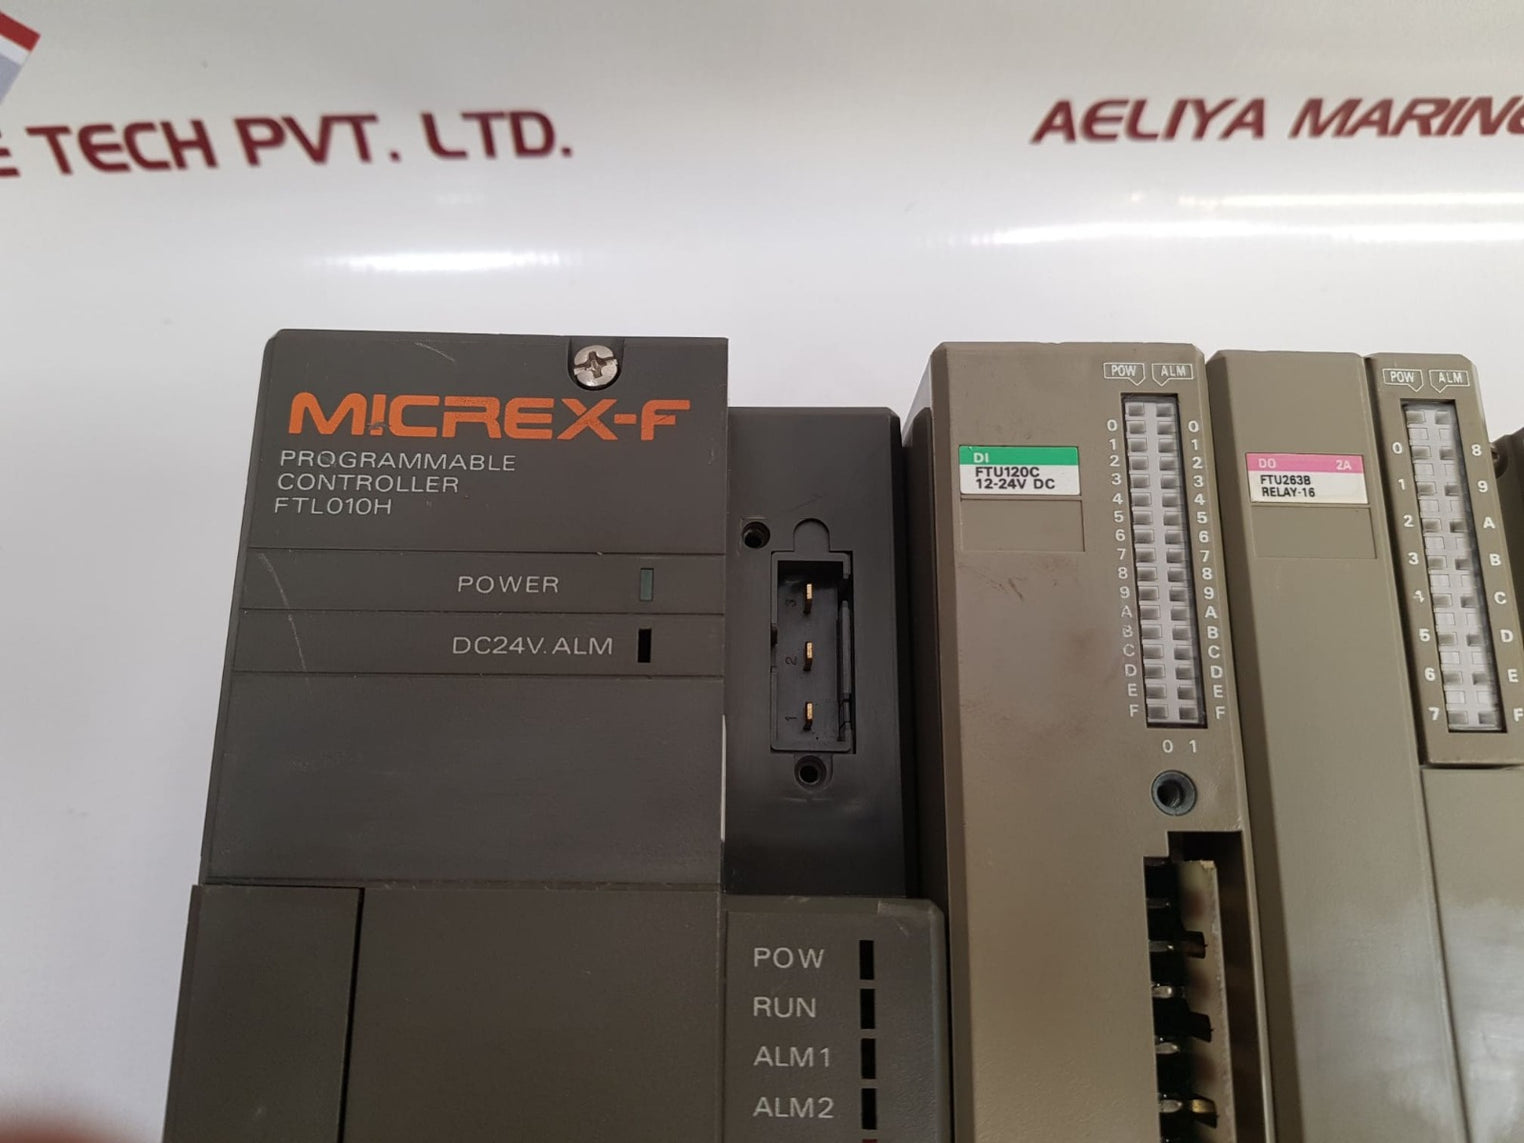 E TECH PVT. LTD.
AELIYA MARINE
MICREX-F
PROGRAMMABLE
CONTROLLER
FTL010H
POWER
DC24V.ALM
3
2
1
POW
RUN
ALM1
ALM2
DI
FTU120C
12-24V DC
POW ALM
0 0
1 1
2 2
3 3
4 4
5 5
6 6
7 7
8 8
9 9
A A
B B
C C
D D
E E
F F
0 1
DO 2A
FTU263B
RELAY-16
POW ALM
0 8
1 9
2 A
3 B
4 C
5 D
6 E
7 F